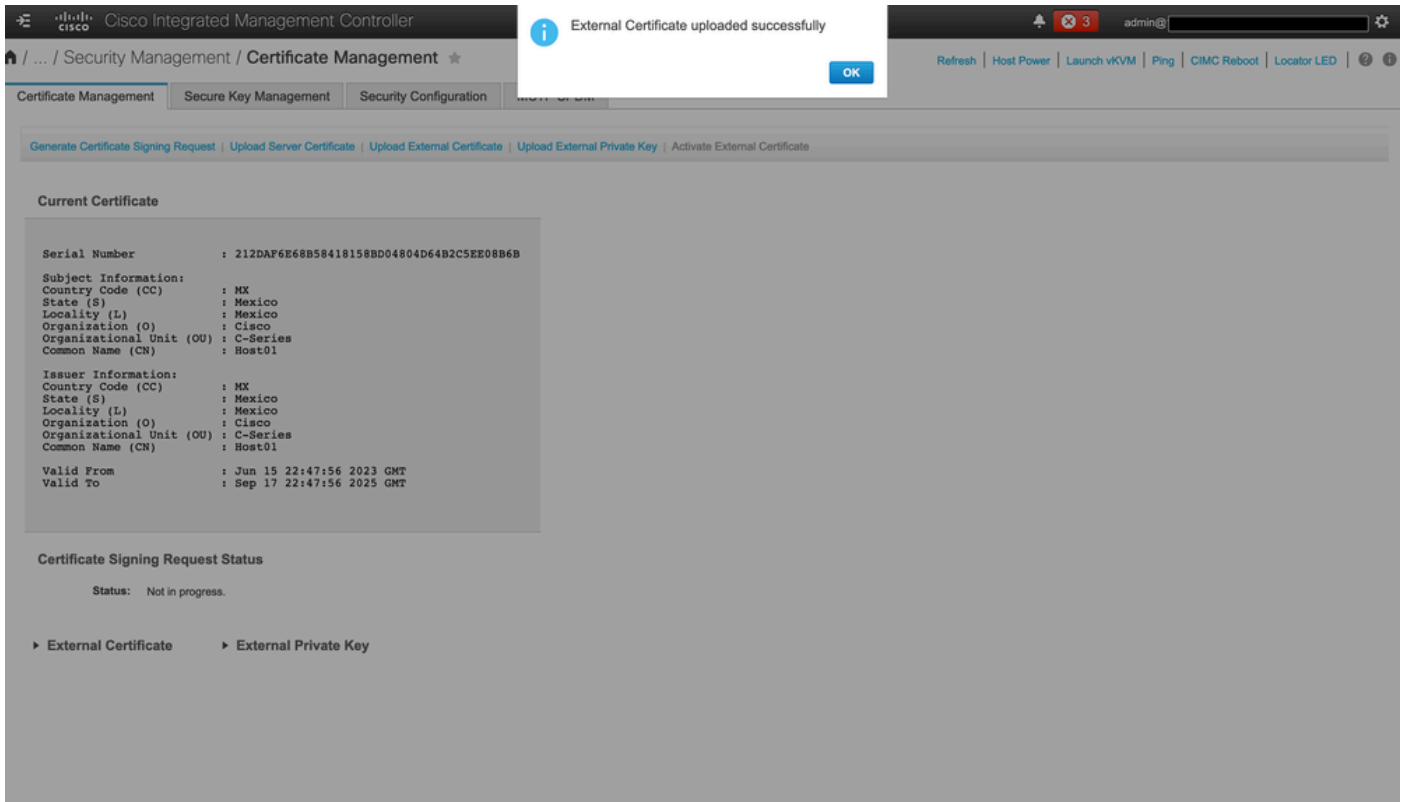 CISCO Cisco Integrated Management Controller
External Certificate uploaded successfully
OK
3 admin@
/ ... / Security Management / Certificate Management
Refresh | Host Power | Launch vKVM | Ping | CIMC Reboot | Locator LED |
Certificate Management Secure Key Management Security Configuration
Generate Certificate Signing Request | Upload Server Certificate | Upload External Certificate | Upload External Private Key | Activate External Certificate
Current Certificate
Serial Number : 212DAF6E68B58418158BD04804D64B2C5EE08B6B
Subject Information:
Country Code (CC) : MX
State (S) : Mexico
Locality (L) : Mexico
Organization (O) : Cisco
Organizational Unit (OU) : C-Series
Common Name (CN) : Host01
Issuer Information:
Country Code (CC) : MX
State (S) : Mexico
Locality (L) : Mexico
Organization (O) : Cisco
Organizational Unit (OU) : C-Series
Common Name (CN) : Host01
Valid From : Jun 15 22:47:56 2023 GMT
Valid To : Sep 17 22:47:56 2025 GMT
Certificate Signing Request Status
Status: Not in progress.
External Certificate External Private Key